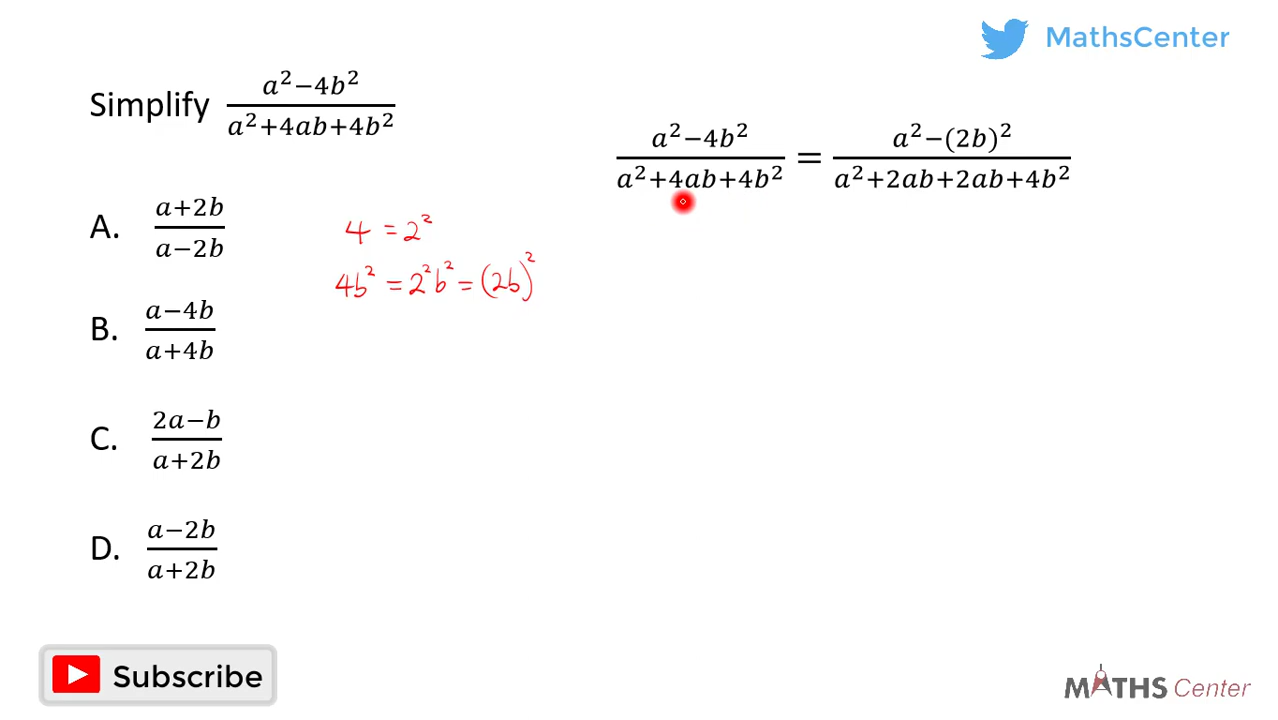 MathsCenter
Simplify (a²−4b²)/(a²+4ab+4b²)
(a²−4b²)/(a²+4ab+4b²) = (a²−(2b)²)/(a²+2ab+2ab+4b²)
A. (a+2b)/(a−2b)
4 = 2²
4b² = 2²b² = (2b)²
B. (a−4b)/(a+4b)
C. (2a−b)/(a+2b)
D. (a−2b)/(a+2b)
Subscribe
MATHS Center